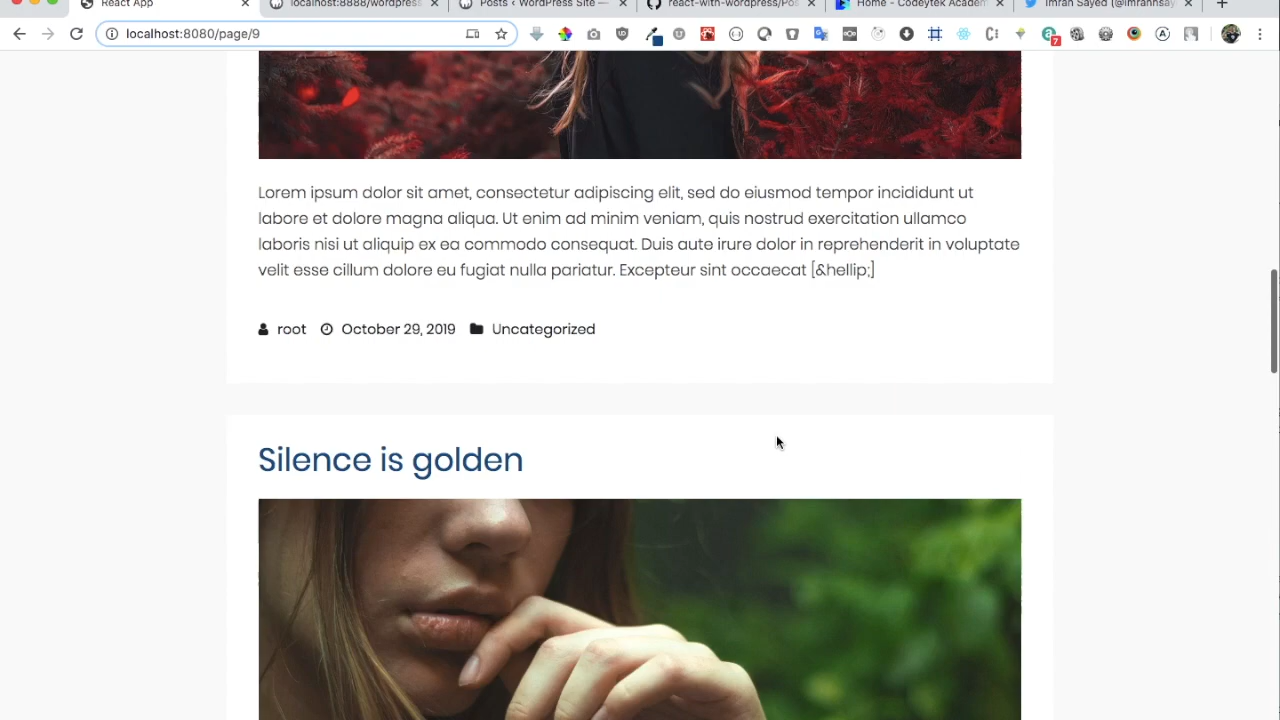 React App
localhost:8888/wordpress
Posts ‹ WordPress Site —
react-with-wordpress/Pos
Home - Codeytek Academ
Imran Sayed (@imranhsay
localhost:8080/page/9
7
Lorem ipsum dolor sit amet, consectetur adipiscing elit, sed do eiusmod tempor incididunt ut
labore et dolore magna aliqua. Ut enim ad minim veniam, quis nostrud exercitation ullamco
laboris nisi ut aliquip ex ea commodo consequat. Duis aute irure dolor in reprehenderit in voluptate
velit esse cillum dolore eu fugiat nulla pariatur. Excepteur sint occaecat [&hellip;]
root October 29, 2019 Uncategorized
Silence is golden